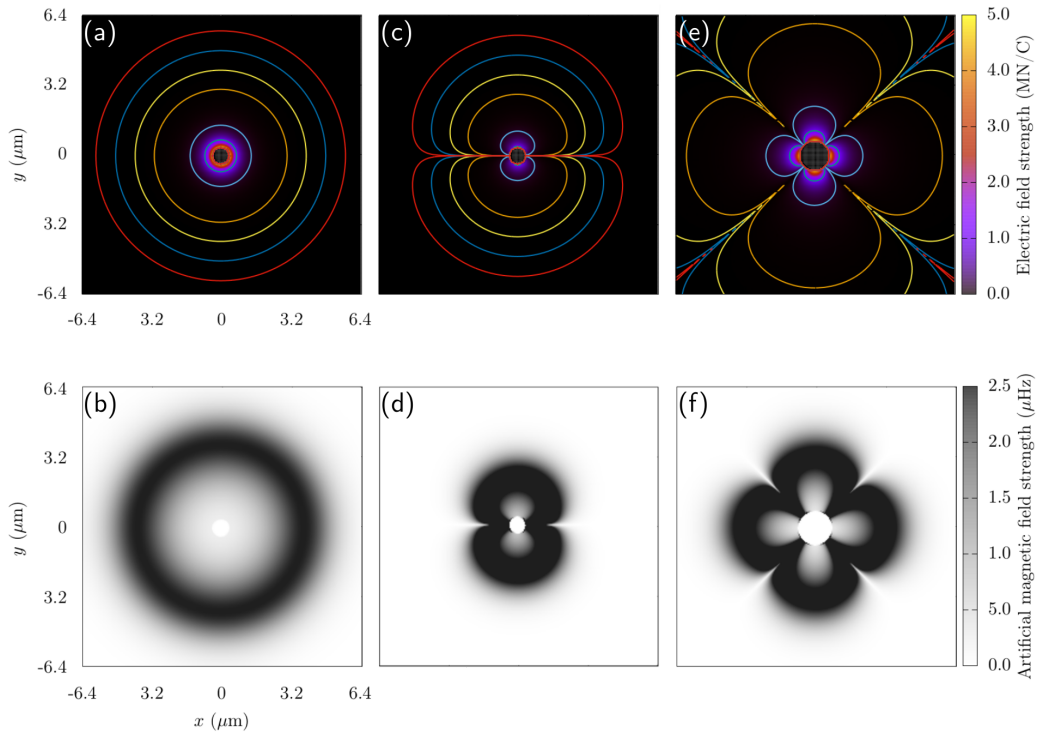 6.4
3.2
0
3.2
-6.4
y (μm)
(a)
(c)
(e)
-6.4
3.2
0
3.2
6.4
5.0
4.0
3.0
2.0
1.0
0.0
Electric field strength (MN/C)
6.4
3.2
0
3.2
-6.4
y (μm)
(b)
(d)
(f)
-6.4
3.2
0
3.2
6.4
x (μm)
2.5
2.0
1.5
1.0
5.0
0.0
Artificial magnetic field strength (μHz)